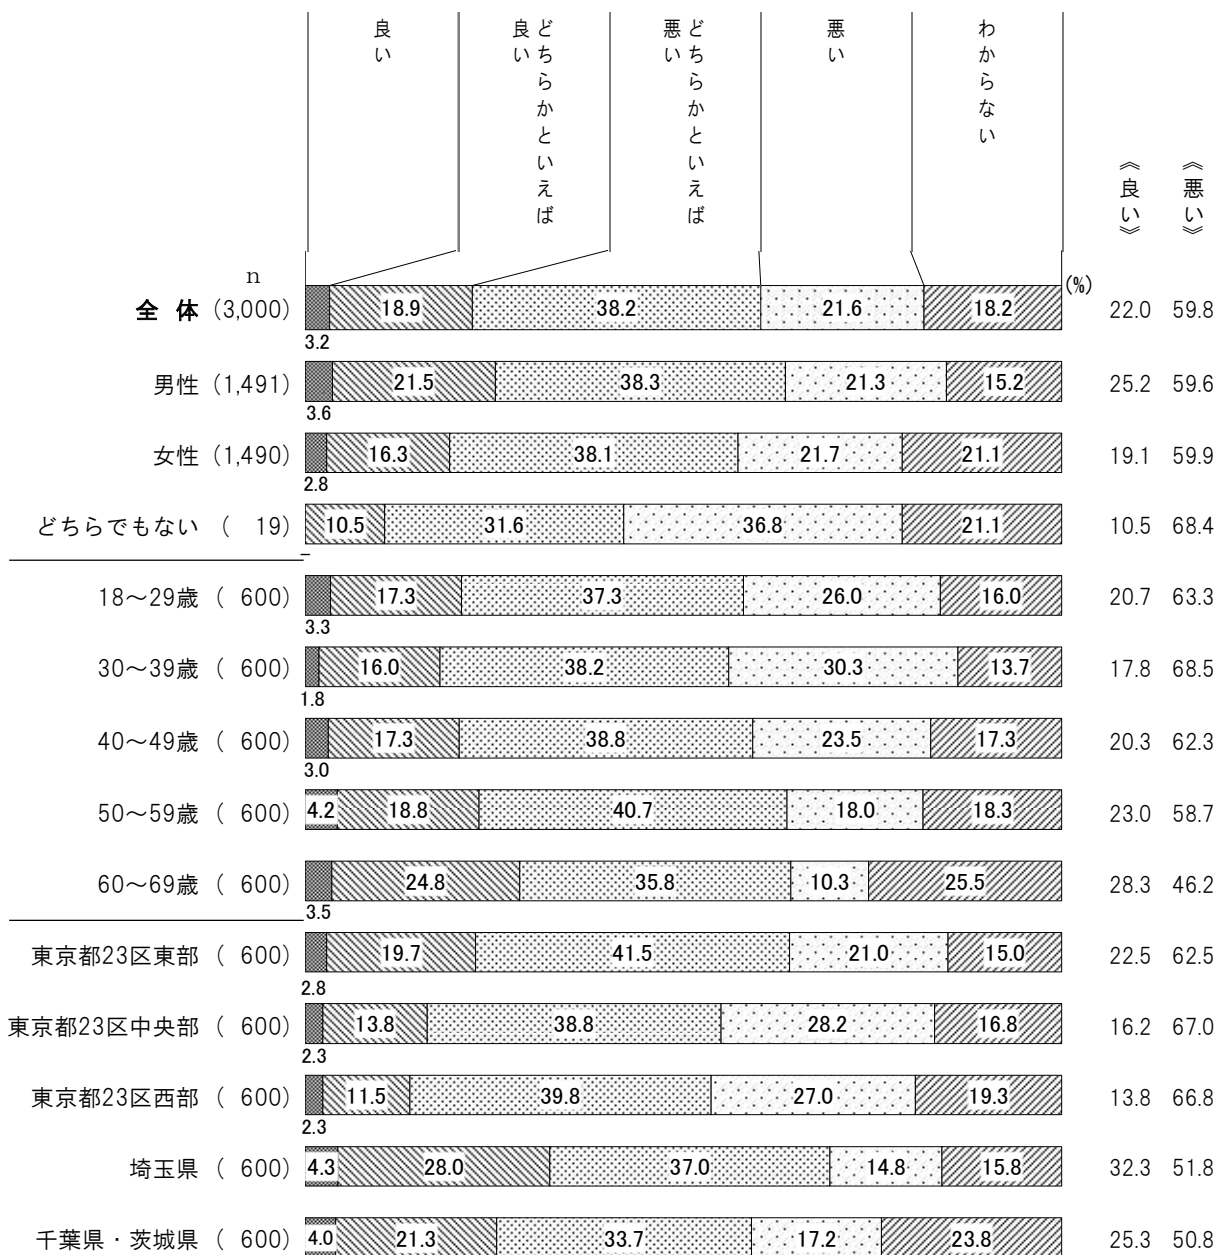 良い
どちらかといえば
良い
どちらかといえば
悪い
悪い
わからない
《良い》
《悪い》
n
(%)
全 体 (3,000) 18.9 38.2 21.6 18.2 22.0 59.8
3.2
男性 (1,491) 21.5 38.3 21.3 15.2 25.2 59.6
3.6
女性 (1,490) 16.3 38.1 21.7 21.1 19.1 59.9
2.8
どちらでもない ( 19) 10.5 31.6 36.8 21.1 10.5 68.4
–
18～29歳 ( 600) 17.3 37.3 26.0 16.0 20.7 63.3
3.3
30～39歳 ( 600) 16.0 38.2 30.3 13.7 17.8 68.5
1.8
40～49歳 ( 600) 17.3 38.8 23.5 17.3 20.3 62.3
3.0
50～59歳 ( 600) 4.2 18.8 40.7 18.0 18.3 23.0 58.7
60～69歳 ( 600) 24.8 35.8 10.3 25.5 28.3 46.2
3.5
東京都23区東部 ( 600) 19.7 41.5 21.0 15.0 22.5 62.5
2.8
東京都23区中央部 ( 600) 13.8 38.8 28.2 16.8 16.2 67.0
2.3
東京都23区西部 ( 600) 11.5 39.8 27.0 19.3 13.8 66.8
2.3
埼玉県 ( 600) 4.3 28.0 37.0 14.8 15.8 32.3 51.8
千葉県・茨城県 ( 600) 4.0 21.3 33.7 17.2 23.8 25.3 50.8